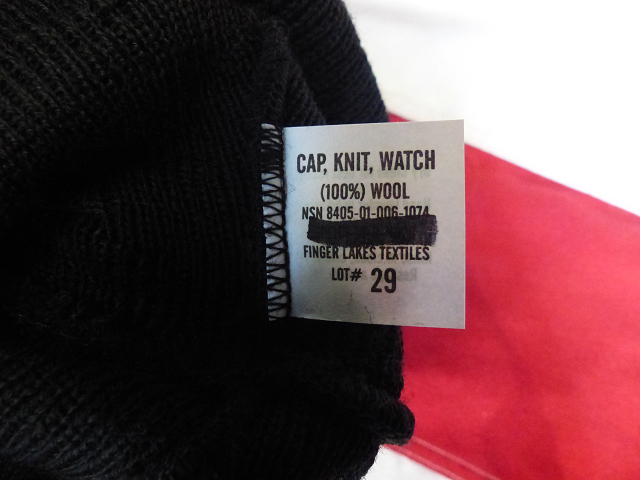 CAP, KNIT, WATCH
(100%) WOOL
NSN 8405-01-006-1074
FINGER LAKES TEXTILES
LOT# 29